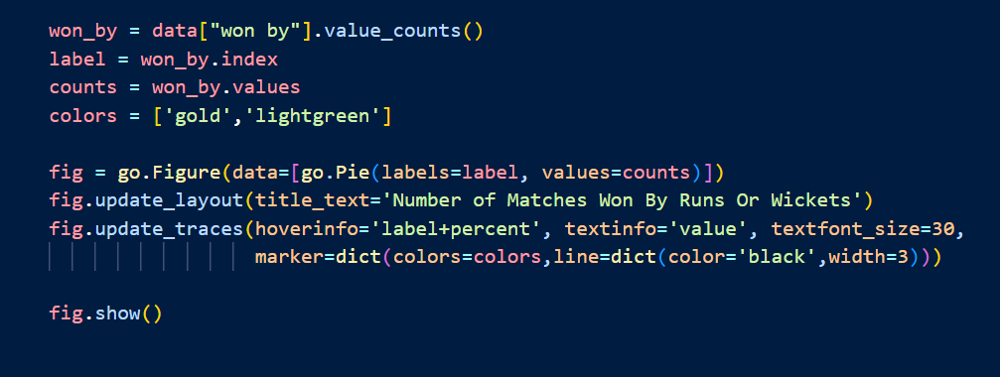 won_by = data["won by"].value_counts()
label = won_by.index
counts = won_by.values
colors = ['gold','lightgreen']
fig = go.Figure(data=[go.Pie(labels=label, values=counts)])
fig.update_layout(title_text='Number of Matches Won By Runs Or Wickets')
fig.update_traces(hoverinfo='label+percent', textinfo='value', textfont_size=30,
marker=dict(colors=colors,line=dict(color='black',width=3)))
fig.show()